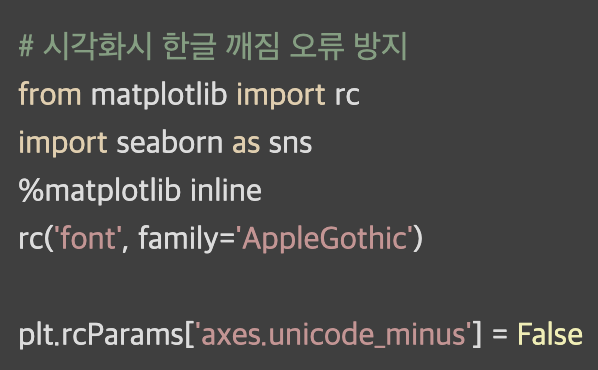 # 시각화시 한글 깨짐 오류 방지
from matplotlib import rc
import seaborn as sns
%matplotlib inline
rc('font', family='AppleGothic')
plt.rcParams['axes.unicode_minus'] = False